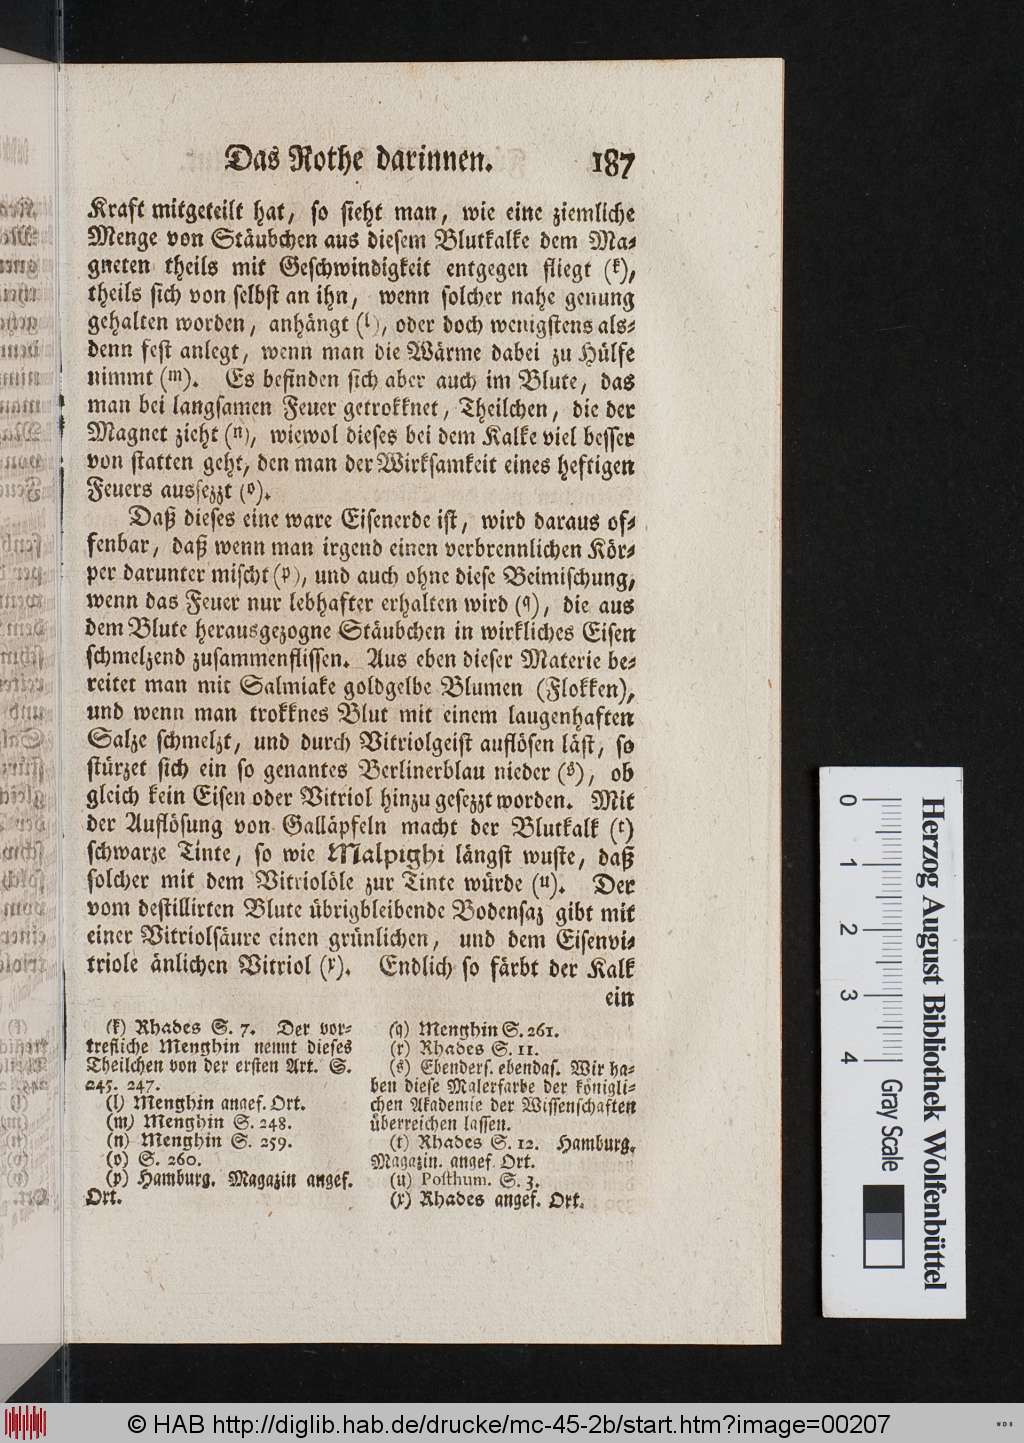 Das Rothe darinnen. 187
Kraft mitgeteilt hat, so sieht man, wie eine ziemliche
Menge von Stäubchen aus diesem Blutkalke dem Ma-
gneten theils mit Geschwindigkeit entgegen fliegt (k),
theils sich von selbst an ihn, wenn solcher nahe genung
gehalten worden, anhängt (l), oder doch wenigstens als-
denn fest anlegt, wenn man die Wärme dabei zu Hülfe
nimmt (m). Es befinden sich aber auch im Blute, das
man bei langsamen Feuer getrokknet, Theilchen, die der
Magnet zieht (n), wiewol dieses bei dem Kalke viel besser
von statten geht, den man der Wirksamkeit eines heftigen
Feuers aussezzt (o).
Daß dieses eine ware Eisenerde ist, wird daraus of-
fenbar, daß wenn man irgend einen verbrennlichen Kör-
per darunter mischt (p), und auch ohne diese Beimischung,
wenn das Feuer nur lebhafter erhalten wird (q), die aus
dem Blute herausgezogne Stäubchen in wirkliches Eisen
schmelzend zusammenflissen. Aus eben dieser Materie be-
reitet man mit Salmiake goldgelbe Blumen (Flokken),
und wenn man trokknes Blut mit einem laugenhaften
Salze schmelzt, und durch Vitriolgeist auflösen läst, so
stürzet sich ein so genantes Berlinerblau nieder (s), ob
gleich kein Eisen oder Vitriol hinzu gesezzt worden. Mit
der Auflösung von Galläpfeln macht der Blutkalk (t)
schwarze Tinte, so wie Malpighi längst wuste, daß
solcher mit dem Vitriolöle zur Tinte würde (u). Der
vom destillirten Blute übrigbleibende Bodensaz gibt mit
einer Vitriolsäure einen grünlichen, und dem Eisenvi-
triole änlichen Vitriol (x). Endlich so färbt der Kalk
ein
(k) Rhades S. 7. Der vor-
trefliche Menghin nennt dieses
Theilchen von der ersten Art. S.
245. 247.
(l) Menghin angef. Ort.
(m) Menghin S. 248.
(n) Menghin S. 259.
(o) S. 260.
(p) Hamburg. Magazin angef.
Ort.
(q) Menghin S. 261.
(r) Rhades S. 11.
(s) Ebenders. ebendas. Wir ha-
ben diese Malerfarbe der königli-
chen Akademie der Wissenschaften
überreichen lassen.
(t) Rhades S. 12. Hamburg.
Magazin. angef. Ort.
(u) Posthum. S. 3.
(x) Rhades angef. Ort.
0 1 2 3 4 Gray Scale
Herzog August Bibliothek Wolfenbüttel
© HAB http://diglib.hab.de/drucke/mc-45-2b/start.htm?image=00207